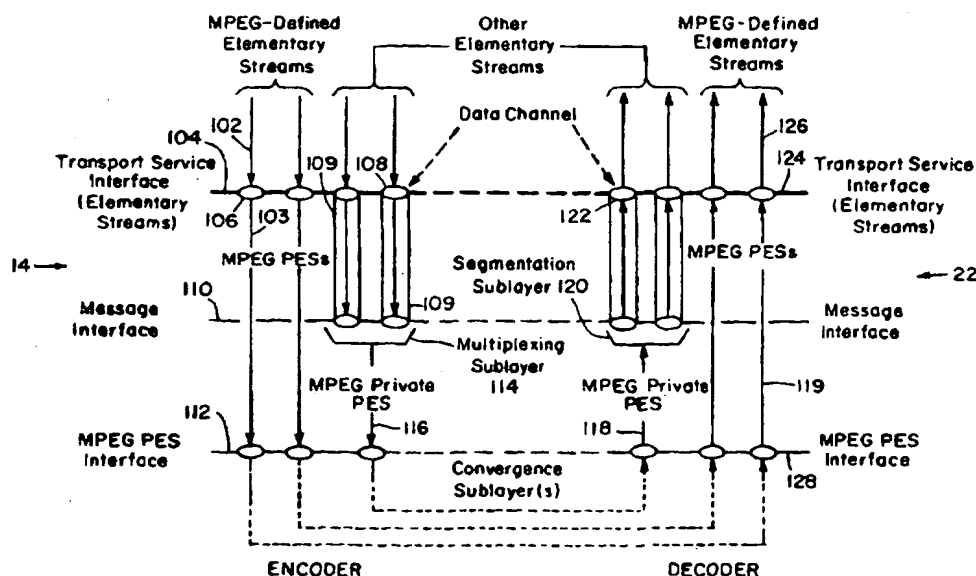 MPEG-Defined
Elementary
Streams
Other
Elementary
Streams
MPEG-Defined
Elementary
Streams
102
104
109
108
Data Channel
126
124
Transport Service
Interface
(Elementary
Streams)
106
103
122
Transport Service
Interface
(Elementary
Streams)
MPEG PESs
MPEG PESs
14
Segmentation
Sublayer 120
22
110
109
Message
Interface
Message
Interface
Multiplexing
Sublayer
114
MPEG Private
PES
MPEG Private
PES
119
112
116
118
MPEG PES
Interface
MPEG PES
Interface
128
Convergence
Sublayer(s)
ENCODER
DECODER